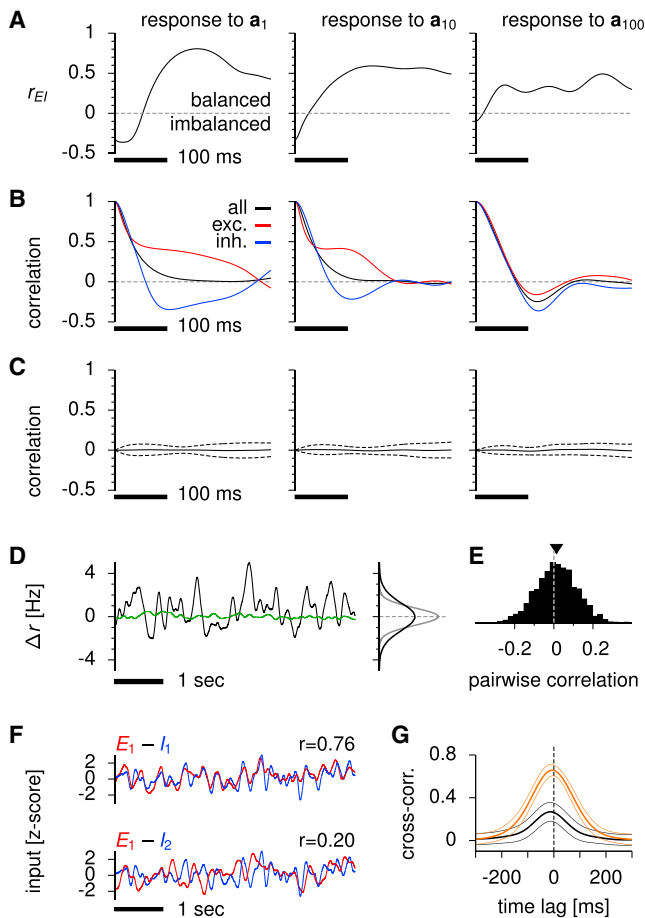 A response to a1 response to a10 response to a100
1
0.5
rEI
0
-0.5
balanced
imbalanced
100 ms
B
1
0.5
0
-0.5
correlation
all
exc.
inh.
100 ms
C
1
0.5
0
-0.5
correlation
100 ms
D
4
0
-4
Δr [Hz]
1 sec
E
-0.2 0 0.2
pairwise correlation
F
E1 – I1 r=0.76
2
0
-2
input [z-score]
E1 – I2 r=0.20
2
0
-2
1 sec
G
0.8
0.4
0
cross-corr.
-200 0 200
time lag [ms]